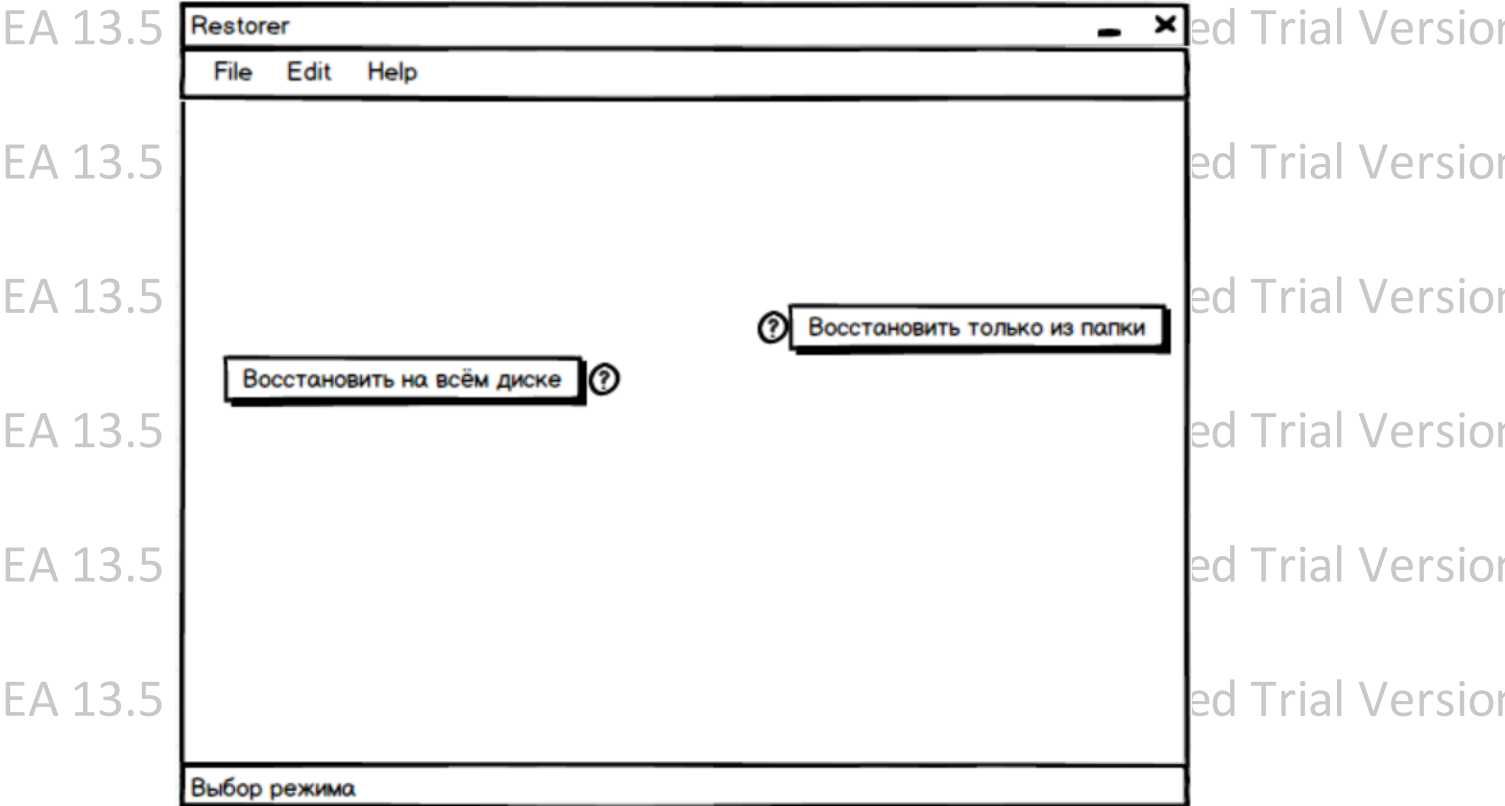 EA 13.5
ed Trial Version
Restorer
File Edit Help
EA 13.5
ed Trial Version
EA 13.5
ed Trial Version
? Восстановить только из папки
Восстановить на всём диске ?
EA 13.5
ed Trial Version
EA 13.5
ed Trial Version
EA 13.5
ed Trial Version
Выбор режима